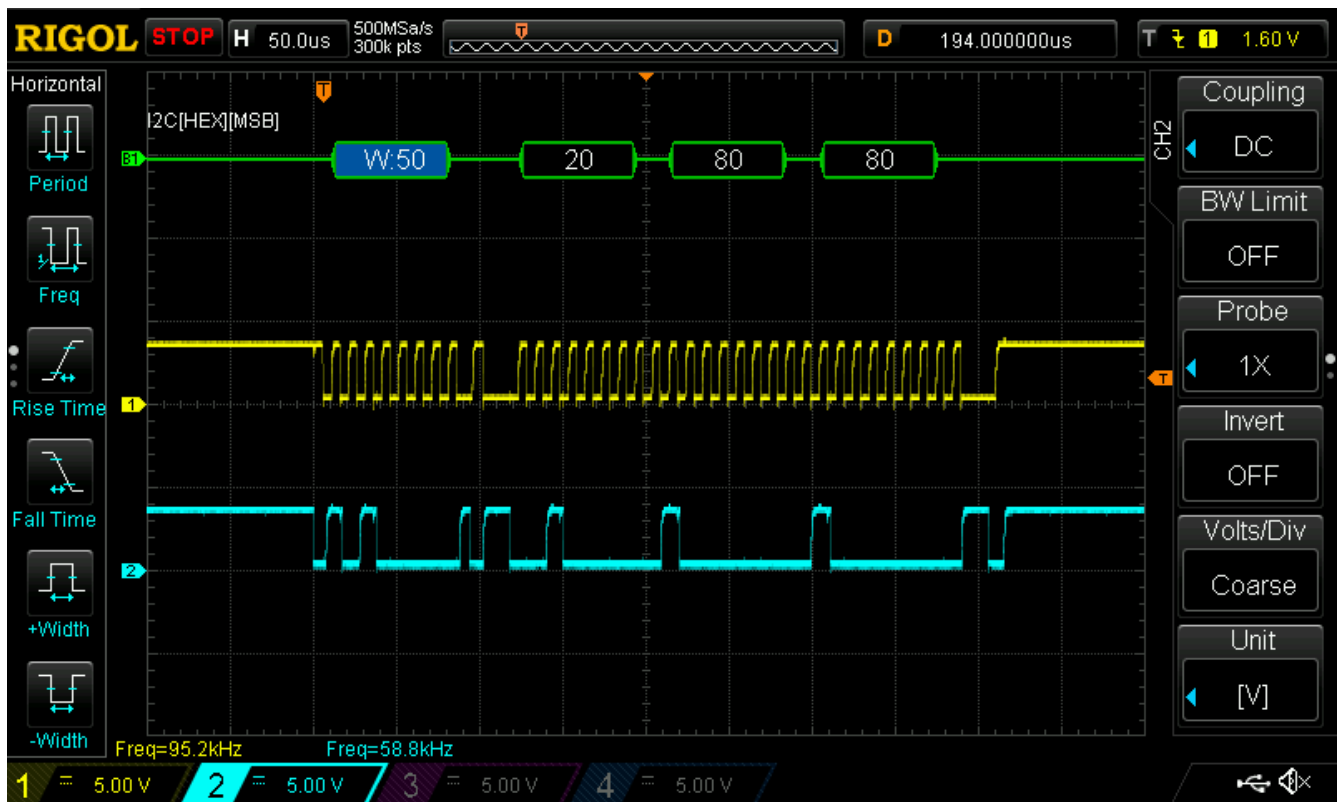 RIGOL STOP H 50.0us 500MSa/s 300k pts T D 194.000000us T 1 1.60 V
Horizontal
Period
Freq
Rise Time
Fall Time
+Width
-Width
T
I2C[HEX][MSB]
B1 W:50 20 80 80
1
T
2
Freq=95.2kHz Freq=58.8kHz
CH2
Coupling
DC
BW Limit
OFF
Probe
1X
Invert
OFF
Volts/Div
Coarse
Unit
[V]
1 5.00 V 2 5.00 V 3 5.00 V 4 5.00 V